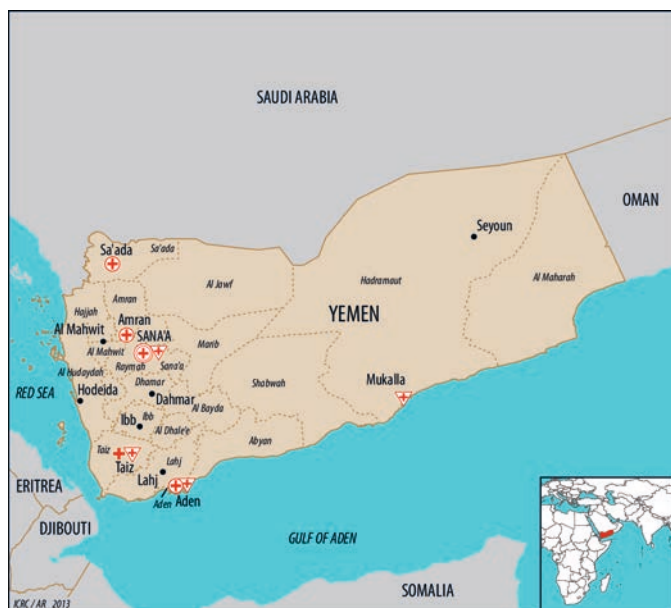 SAUDI ARABIA
OMAN
Seyoun
Sa'ada
Sa'ada
Al Jawf
Hadramaut
Al Maharah
Amran
Hajjah
YEMEN
Amran
Al Mahwit
SANA'A
Al Mahwit
Marib
Raymah
Sana'a
Al Hudaydah
Dhamar
Shabwah
Mukalla
RED SEA
Hodeida
Dahmar
Al Bayda
Ibb
Ibb
Al Dhale'e
Abyan
Taiz
Taiz
Lahj
Lahj
ERITREA
Aden
Aden
DJIBOUTI
GULF OF ADEN
SOMALIA
ICRC / AR 2013